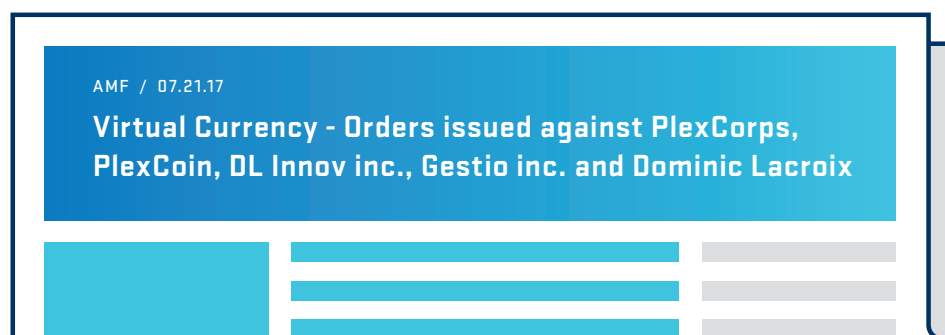 AMF / 07.21.17
Virtual Currency - Orders issued against PlexCorps,
PlexCoin, DL Innov inc., Gestio inc. and Dominic Lacroix